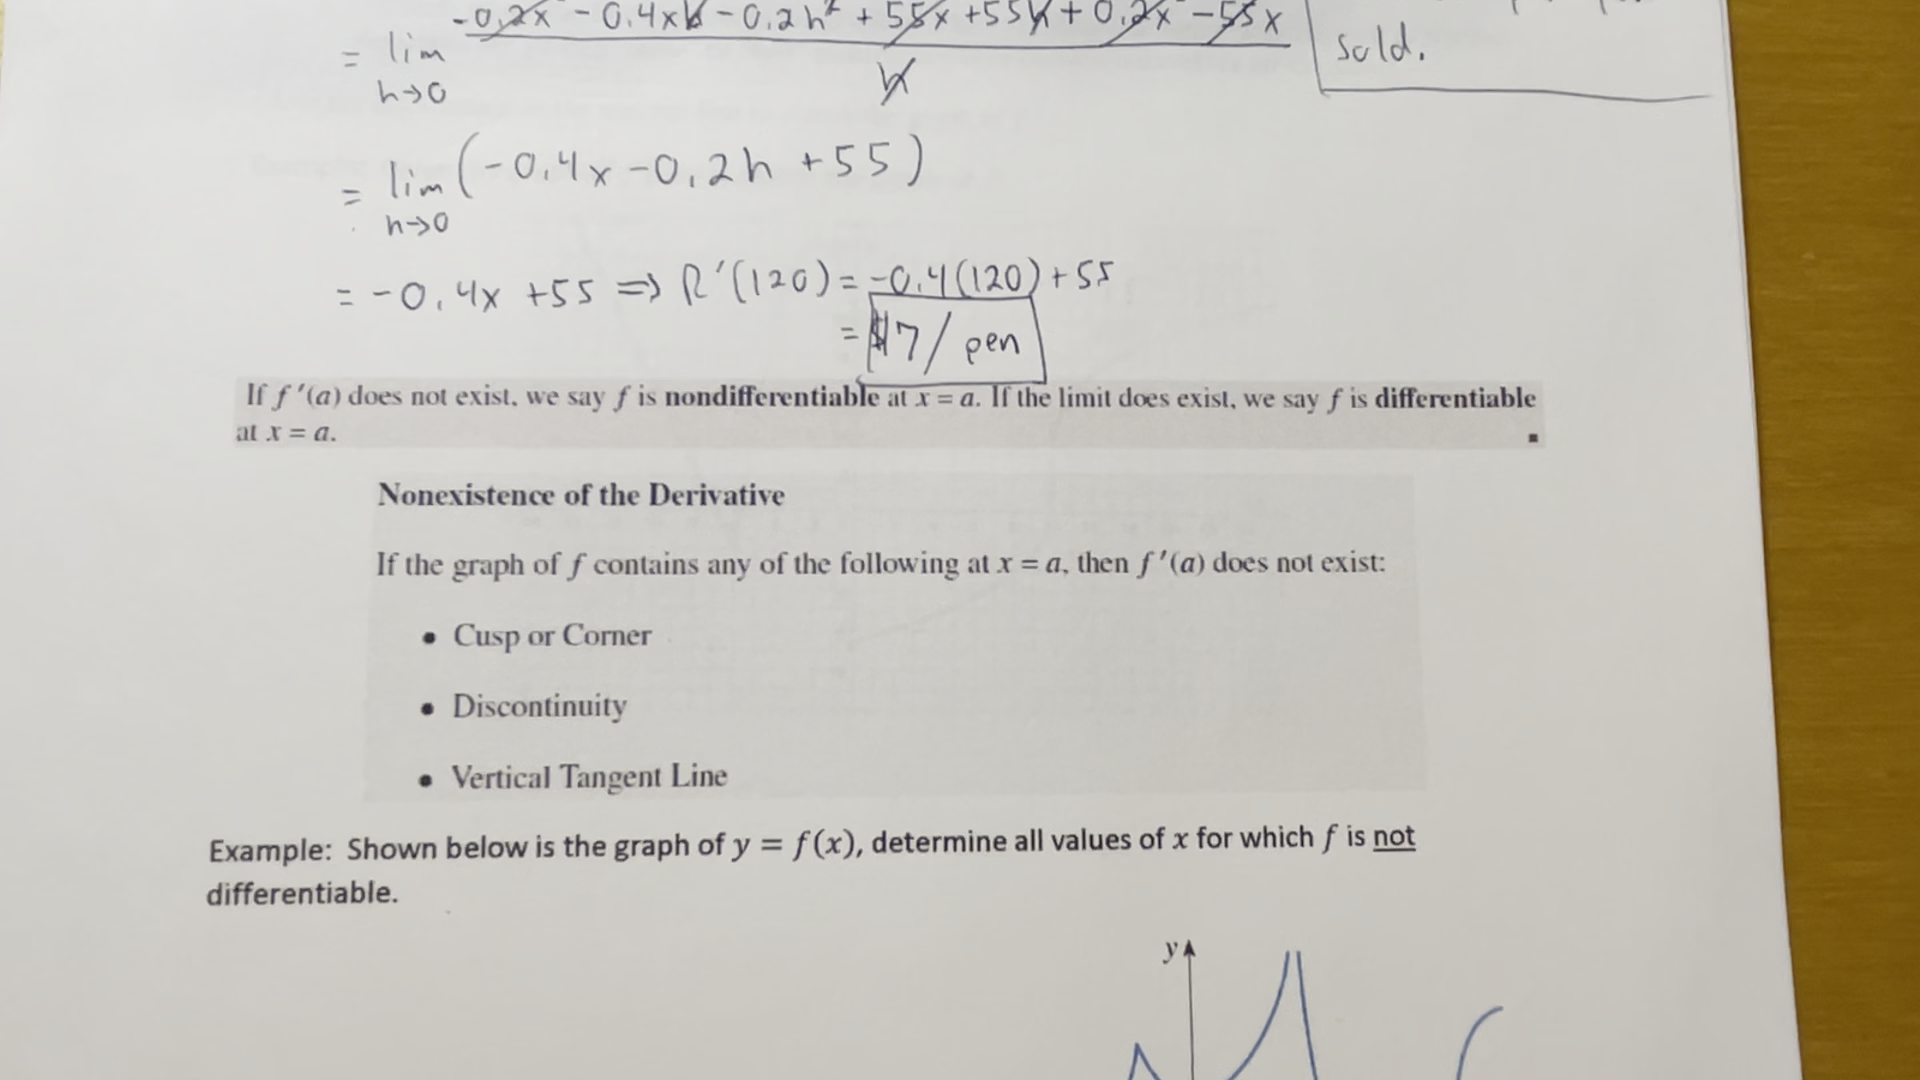 -0.2x² - 0.4xh - 0.2h² + 55x + 55h + 0.2x² - 55x
= lim
h→0
h
sold.
= lim (-0.4x - 0.2h + 55)
h→0
= -0.4x + 55 ⇒ R'(120) = -0.4(120) + 55
= $7/pen
If f '(a) does not exist, we say f is nondifferentiable at x = a. If the limit does exist, we say f is differentiable
at x = a.
Nonexistence of the Derivative
If the graph of f contains any of the following at x = a, then f '(a) does not exist:
• Cusp or Corner
• Discontinuity
• Vertical Tangent Line
Example: Shown below is the graph of y = f(x), determine all values of x for which f is not
differentiable.
y